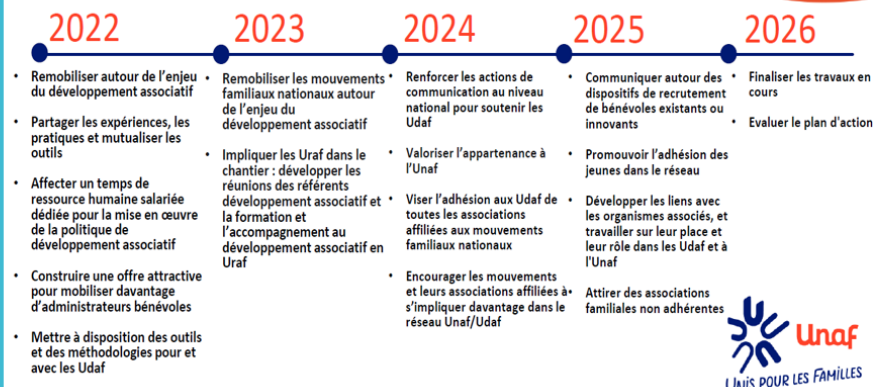 2022
2023
2024
2025
2026
• Remobiliser autour de l'enjeu
du développement associatif
• Partager les expériences, les
pratiques et mutualiser les
outils
• Affecter un temps de
ressource humaine salariée
dédiée pour la mise en œuvre
de la politique de
développement associatif
• Construire une offre attractive
pour mobiliser davantage
d'administrateurs bénévoles
• Mettre à disposition des outils
et des méthodologies pour et
avec les Udaf
• Remobiliser les mouvements
familiaux nationaux autour
de l'enjeu du
développement associatif
• Impliquer les Uraf dans le
chantier : développer les
réunions des référents
développement associatif et
la formation et
l'accompagnement au
développement associatif en
Uraf
• Renforcer les actions de
communication au niveau
national pour soutenir les
Udaf
• Valoriser l'appartenance à
l'Unaf
• Viser l'adhésion aux Udaf de
toutes les associations
affiliées aux mouvements
familiaux nationaux
• Encourager les mouvements
et leurs associations affiliées à
s'impliquer davantage dans le
réseau Unaf/Udaf
• Communiquer autour des
dispositifs de recrutement
de bénévoles existants ou
innovants
• Promouvoir l'adhésion des
jeunes dans le réseau
• Développer les liens avec
les organismes associés, et
travailler sur leur place et
leur rôle dans les Udaf et à
l'Unaf
• Attirer des associations
familiales non adhérentes
• Finaliser les travaux en
cours
• Evaluer le plan d'action
Unaf
UNIS POUR LES FAMILLES